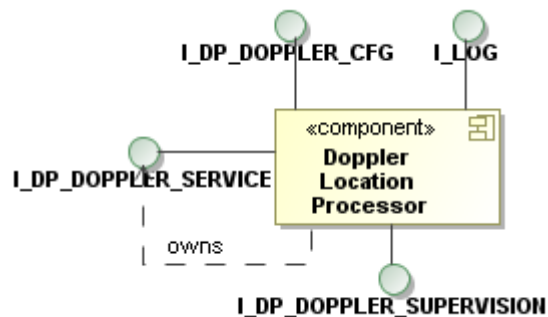 I_DP_DOPPLER_CFG
I_LOG
«component»
Doppler
Location
Processor
I_DP_DOPPLER_SERVICE
owns
I_DP_DOPPLER_SUPERVISION